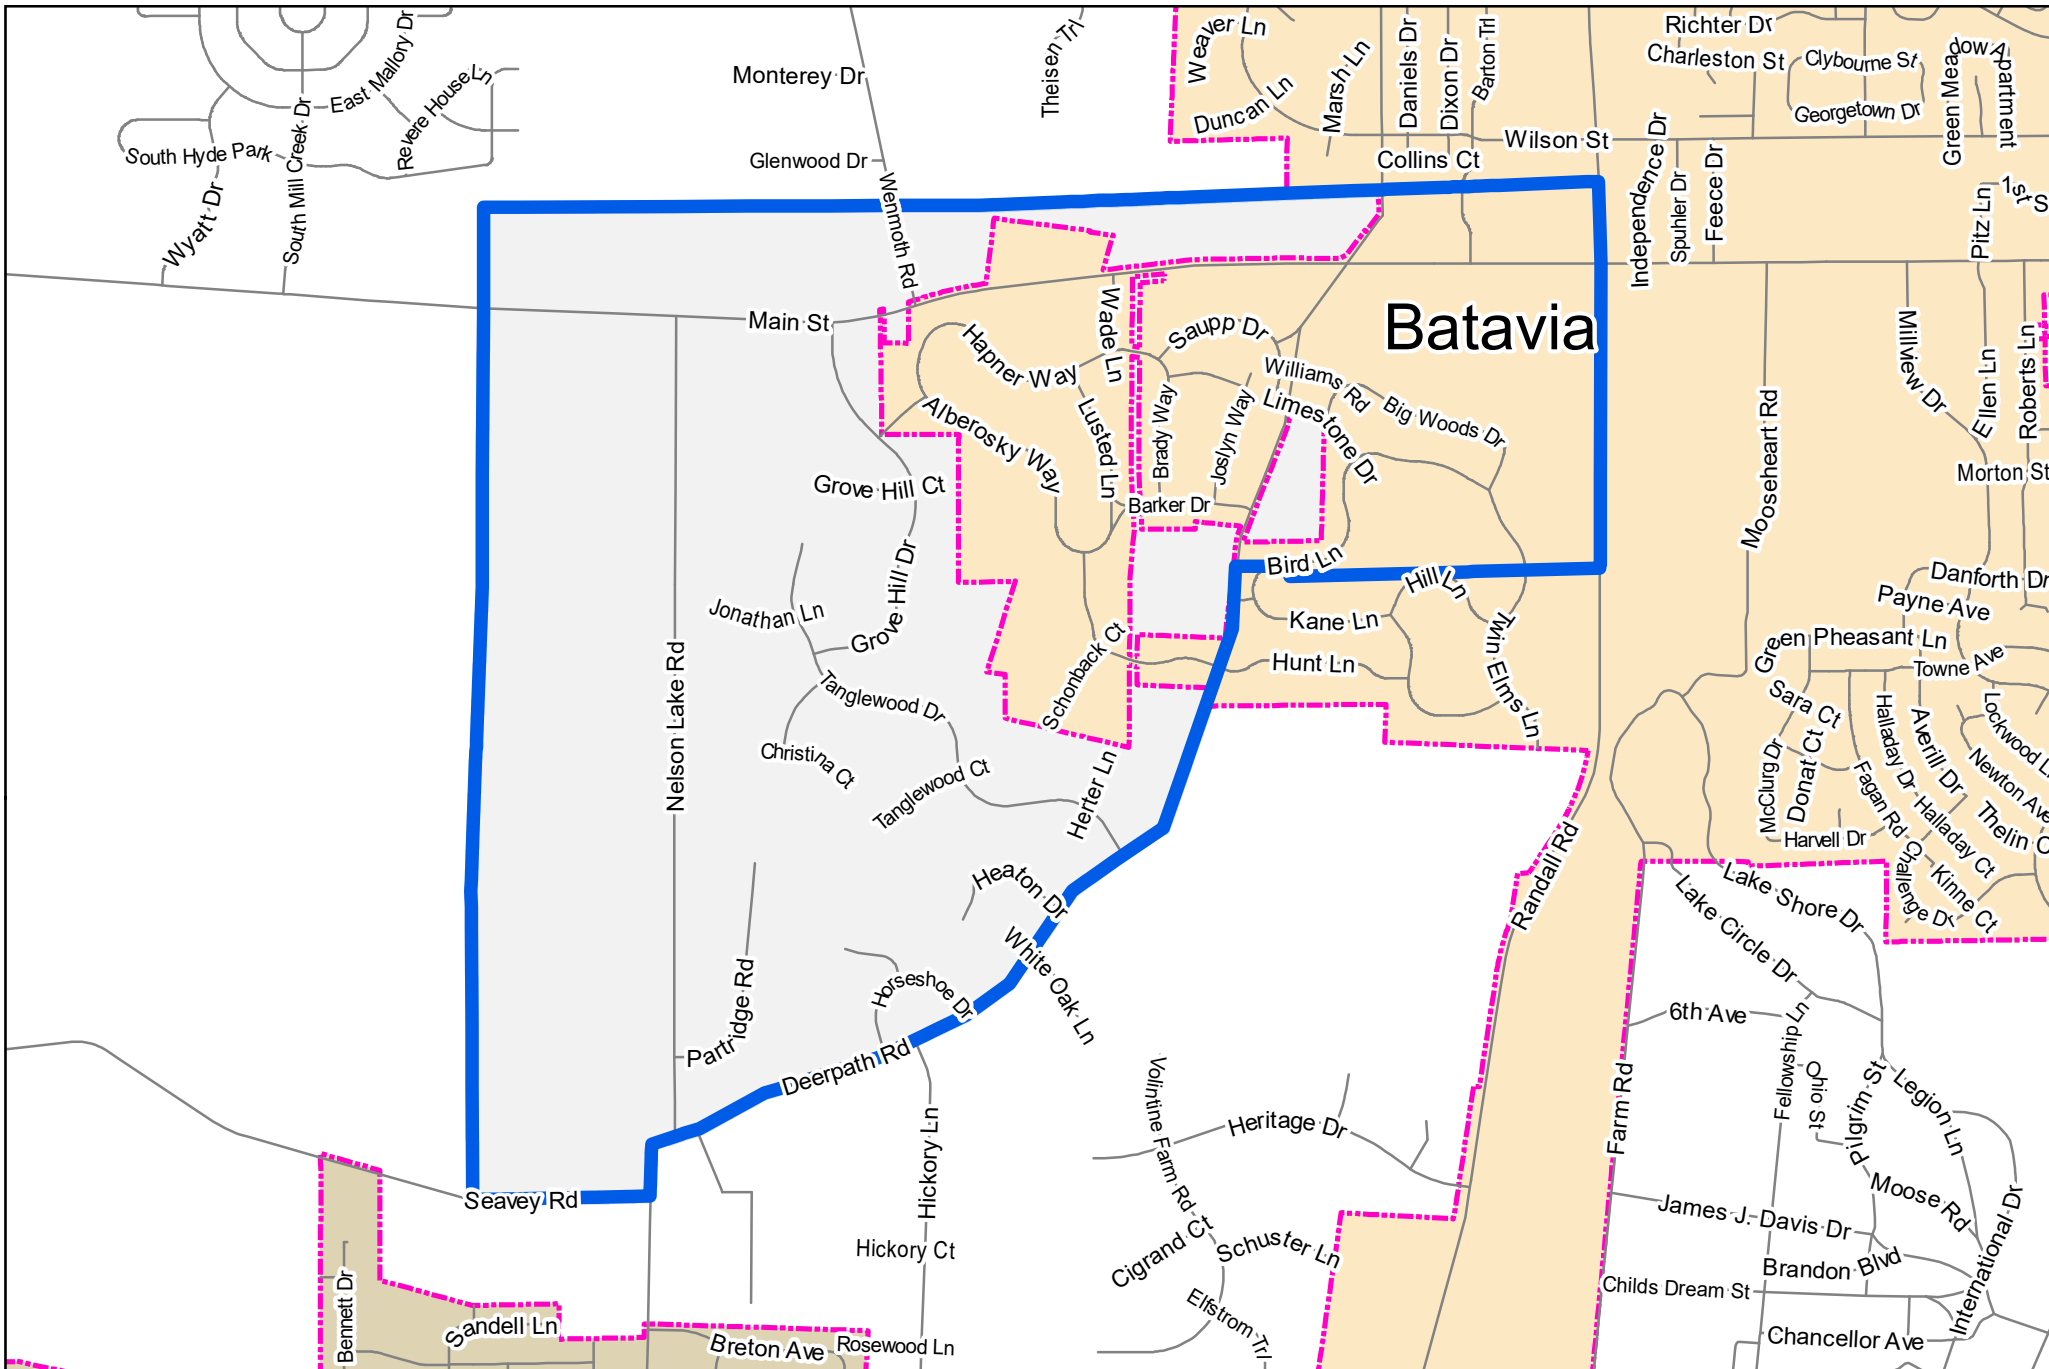 Weaver Ln
Richter Dr
East Mallory Dr
Theisen Trl
Marsh Ln
Daniels Dr
Dixon Dr
Barton Trl
Charleston St
Clybourne St
Green Meadow Apartment
Monterey Dr
Revere House Ln
Duncan Ln
Georgetown Dr
Wilson St
South Hyde Park
Glenwood Dr
Collins Ct
South Mill Creek Dr
Wyatt Dr
Wenmoth Rd
Independence Dr
Spuhler Dr
Feece Dr
Pitz Ln
1st S
Main St
Wade Ln
Saupp Dr
Batavia
Hapner Way
Williams Rd
Millview Dr
Ellen Ln
Roberts Ln
Alberosky Way
Lusted Ln
Brady Way
Joslyn Way
Limestone Dr
Big Woods Dr
Mooseheart Rd
Morton St
Grove Hill Ct
Barker Dr
Bird Ln
Hill Ln
Danforth Dr
Grove Hill Dr
Jonathan Ln
Payne Ave
Kane Ln
Twin Elms Ln
Green Pheasant Ln
Nelson Lake Rd
Schonback Ct
Hunt Ln
Towne Ave
Tanglewood Dr
Sara Ct
Halladay Dr
Averill Dr
Lockwood L
Christina Ct
Tanglewood Ct
Herter Ln
McClurg Dr
Donat Ct
Fagan Rd
Newton Ave
Halladay Ct
Thelin C
Harvell Dr
Randall Rd
Heaton Dr
Lake Shore Dr
Challenge Dr
Kinne Ct
Lake Circle Dr
White Oak Ln
Horseshoe Dr
Partridge Rd
6th Ave
Fellowship Ln
Deerpath Rd
Volintine Farm Rd
Heritage Dr
Farm Rd
Ohio St
Pilgrim St
Legion Ln
Hickory Ln
Seavey Rd
James J. Davis Dr
Moose Rd
International Dr
Hickory Ct
Cigrand Ct
Schuster Ln
Brandon Blvd
Bennett Dr
Childs Dream St
Sandell Ln
Breton Ave
Rosewood Ln
Elfstrom Trl
Chancellor Ave